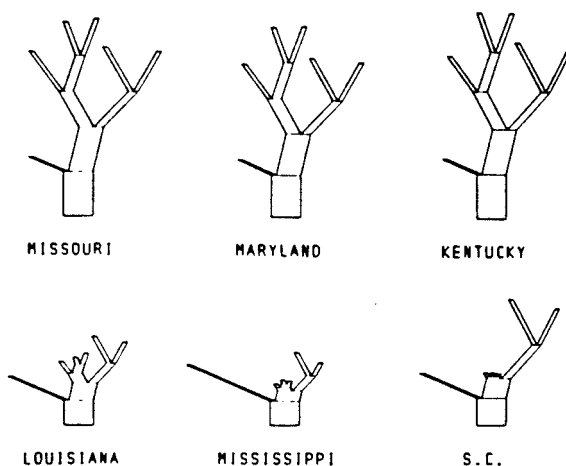 MISSOURI
MARYLAND
KENTUCKY
LOUISIANA
MISSISSIPPI
S.C.